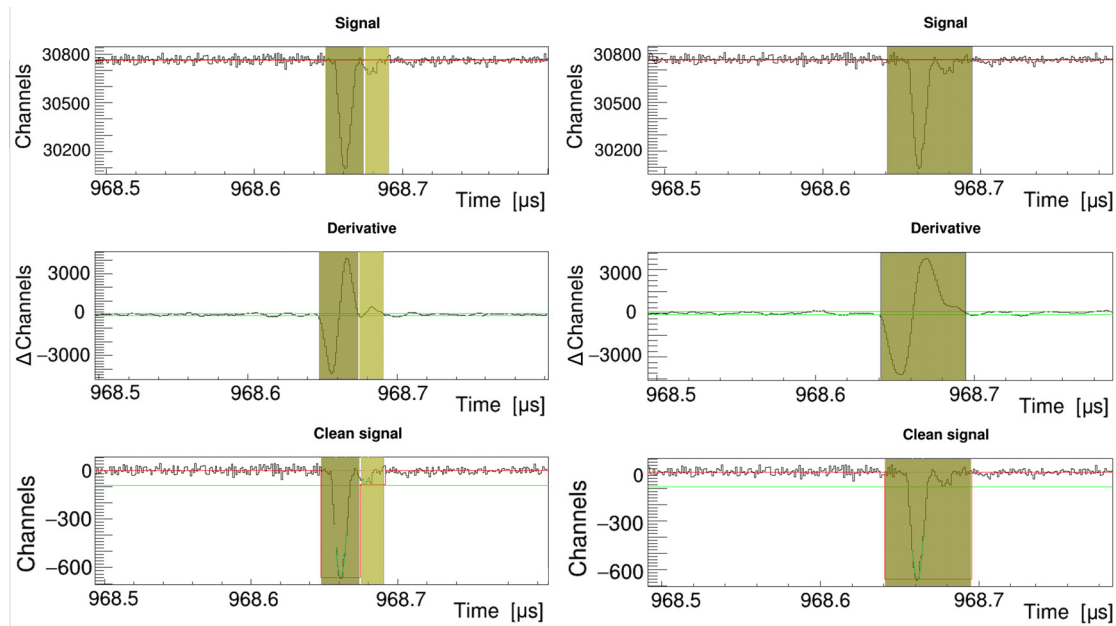 Signal
Channels
30800
30500
30200
968.5 968.6 968.7
Time [µs]
Signal
Channels
30800
30500
30200
968.5 968.6 968.7
Time [µs]
Derivative
Δ Channels
3000
0
−3000
968.5 968.6 968.7
Time [µs]
Derivative
Δ Channels
3000
0
−3000
968.5 968.6 968.7
Time [µs]
Clean signal
Channels
0
−300
−600
968.5 968.6 968.7
Time [µs]
Clean signal
Channels
0
−300
−600
968.5 968.6 968.7
Time [µs]